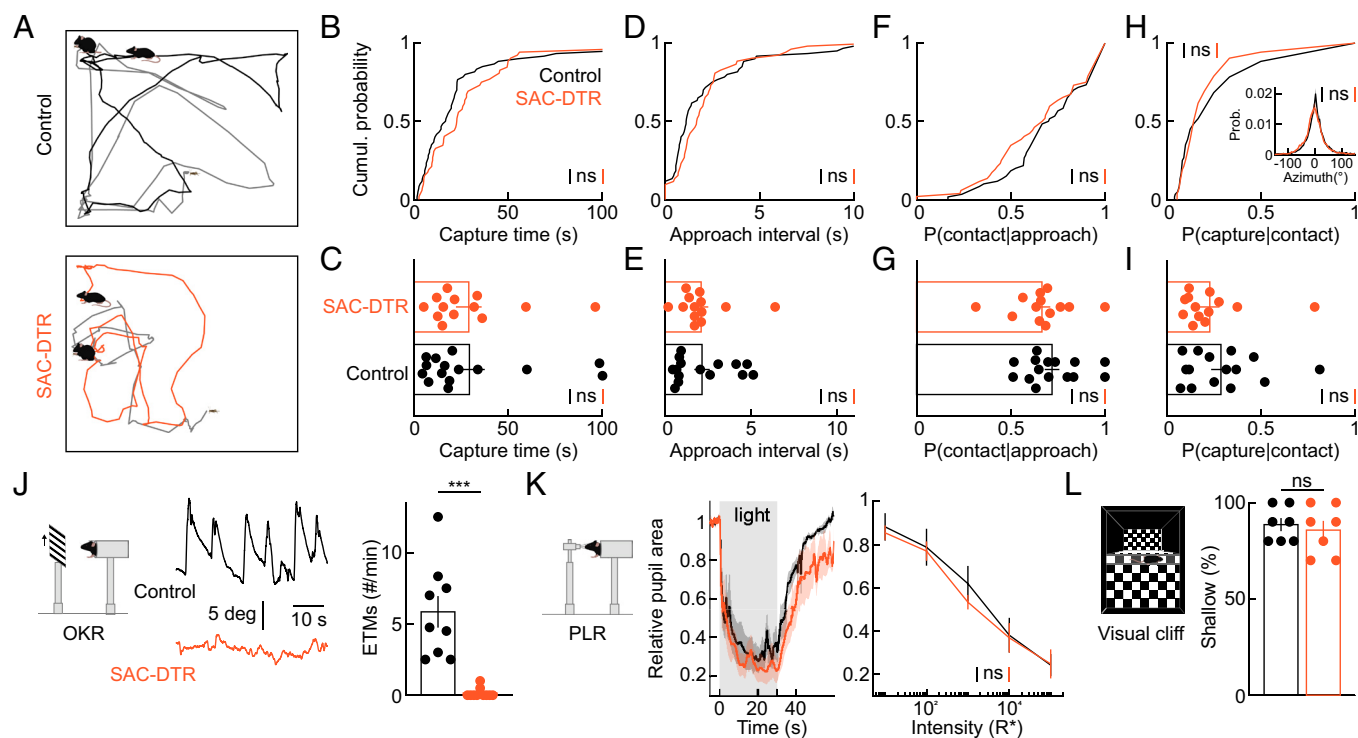 A
Control
SAC-DTR
B
Cumul. probability
1
0.5
0
0 50 100
Capture time (s)
Control
SAC-DTR
ns
C
SAC-DTR
Control
0 50 100
Capture time (s)
ns
D
1
0.5
0
0 5 10
Approach interval (s)
ns
E
0 5 10
Approach interval (s)
ns
F
1
0.5
0
0 0.5 1
P(contact|approach)
ns
G
0 0.5 1
P(contact|approach)
ns
H
1
0.5
0
0 0.5 1
P(capture|contact)
ns
Prob.
0.02
0.01
0
-100 0 100
Azimuth(°)
ns
I
0 0.5 1
P(capture|contact)
ns
J
OKR
Control
SAC-DTR
5 deg
10 s
ETMs (#/min)
10
5
0
***
K
PLR
Relative pupil area
1
0.8
0.6
0.4
0.2
light
0 20 40
Time (s)
1
0.8
0.6
0.4
0.2
ns
10² 10⁴
Intensity (R*)
L
Visual cliff
Shallow (%)
100
50
0
ns